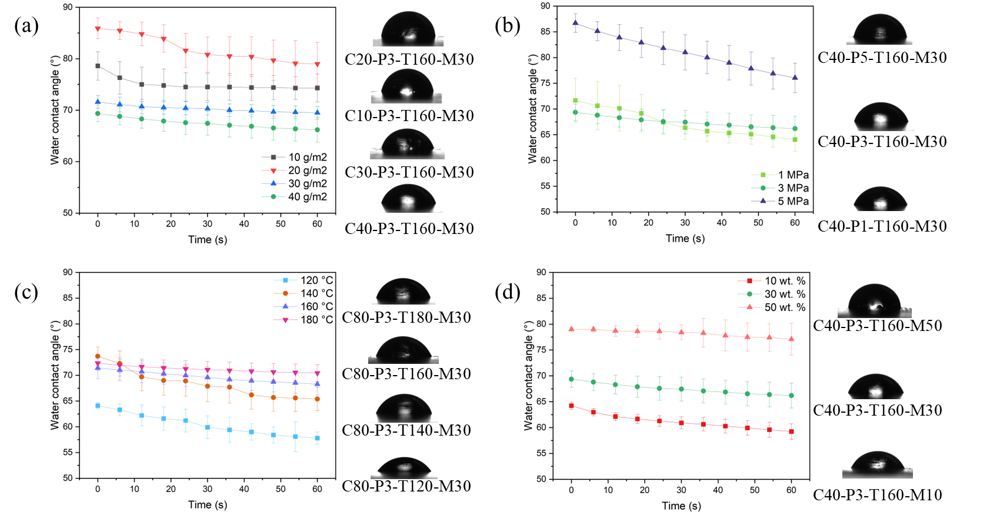 (a)
90
80
70
60
50
Water contact angle (°)
0 10 20 30 40 50 60
Time (s)
10 g/m2
20 g/m2
30 g/m2
40 g/m2
C20-P3-T160-M30
C10-P3-T160-M30
C30-P3-T160-M30
C40-P3-T160-M30
(b)
90
85
80
75
70
65
60
55
50
Water contact angle (°)
0 10 20 30 40 50 60
Time (s)
1 MPa
3 MPa
5 MPa
C40-P5-T160-M30
C40-P3-T160-M30
C40-P1-T160-M30
(c)
90
85
80
75
70
65
60
55
50
Water contact angle (°)
0 10 20 30 40 50 60
Time (s)
120 °C
140 °C
160 °C
180 °C
C80-P3-T180-M30
C80-P3-T160-M30
C80-P3-T140-M30
C80-P3-T120-M30
(d)
90
85
80
75
70
65
60
55
50
Water contact angle (°)
0 10 20 30 40 50 60
Time (s)
10 wt. %
30 wt. %
50 wt. %
C40-P3-T160-M50
C40-P3-T160-M30
C40-P3-T160-M10